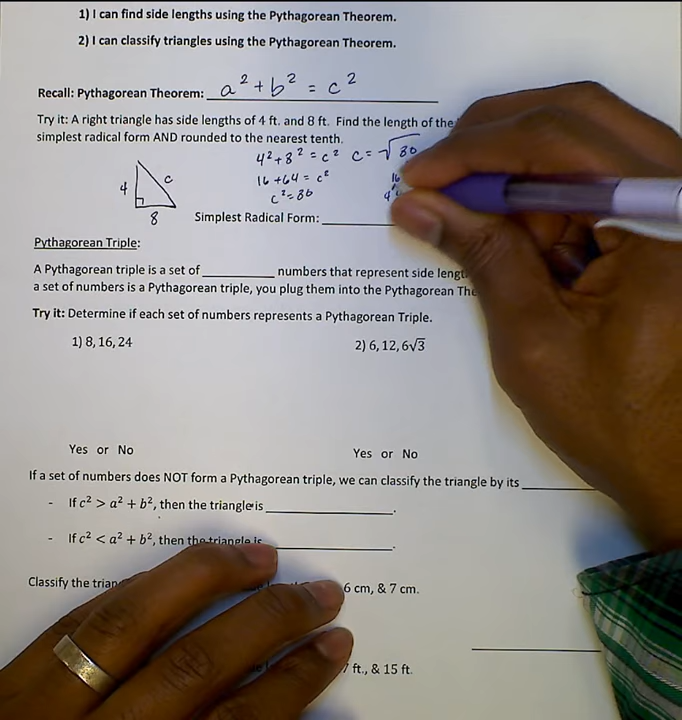 1) I can find side lengths using the Pythagorean Theorem.
2) I can classify triangles using the Pythagorean Theorem.
Recall: Pythagorean Theorem: a² + b² = c²
Try it: A right triangle has side lengths of 4 ft. and 8 ft. Find the length of the
simplest radical form AND rounded to the nearest tenth.
4² + 8² = c² c = √80
16 + 64 = c² 16
c² = 80 4
4 c
8
Simplest Radical Form:
Pythagorean Triple:
A Pythagorean triple is a set of __________ numbers that represent side
a set of numbers is a Pythagorean triple, you plug them into the Pythagorean
Try it: Determine if each set of numbers represents a Pythagorean Triple.
1) 8, 16, 24 2) 6, 12, 6√3
Yes or No Yes or No
If a set of numbers does NOT form a Pythagorean triple, we can classify the triangle by its
- If c² > a² + b², then the triangle is __________.
- If c² < a² + b², then the triangle is __________.
Classify the 6 cm, & 7 cm.
ft., & 15 ft.